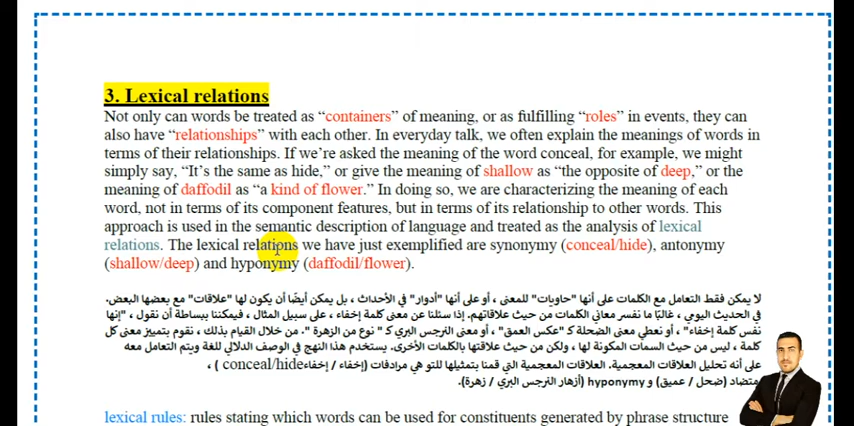 3. Lexical relations
Not only can words be treated as “containers” of meaning, or as fulfilling “roles” in events, they can
also have “relationships” with each other. In everyday talk, we often explain the meanings of words in
terms of their relationships. If we’re asked the meaning of the word conceal, for example, we might
simply say, “It’s the same as hide,” or give the meaning of shallow as “the opposite of deep,” or the
meaning of daffodil as “a kind of flower.” In doing so, we are characterizing the meaning of each
word, not in terms of its component features, but in terms of its relationship to other words. This
approach is used in the semantic description of language and treated as the analysis of lexical
relations. The lexical relations we have just exemplified are synonymy (conceal/hide), antonymy
(shallow/deep) and hyponymy (daffodil/flower).
لا يمكن فقط التعامل مع الكلمات على أنها "حاويات" للمعنى ، أو على أنها "أدوار" في الأحداث ، بل يمكن أيضًا أن يكون لها "علاقات" مع بعضها البعض.
في الحديث اليومي ، غالبًا ما نفسر معاني الكلمات من حيث علاقاتهم. إذا سئلنا عن معنى كلمة إخفاء ، على سبيل المثال ، فيمكننا ببساطة أن نقول ، "إنها
نفس كلمة إخفاء" ، أو نعطي معنى الضحلة كـ "عكس العمق" ، أو معنى النرجس البري كـ "نوع من الزهرة ". من خلال القيام بذلك ، نقوم بتمييز معنى كل
كلمة ، ليس من حيث السمات المكونة لها ، ولكن من حيث علاقتها بالكلمات الأخرى. يستخدم هذا النهج في الوصف الدلالي للغة ويتم التعامل معه
على أنه تحليل العلاقات المعجمية. العلاقات المعجمية التي قمنا بتمثيلها للتو هي مرادفات (إخفاء / إخفاء conceal/hide ) ،
متضاد (ضحل / عميق) و hyponymy (أزهار النرجس البري / زهرة).
lexical rules: rules stating which words can be used for constituents generated by phrase structure